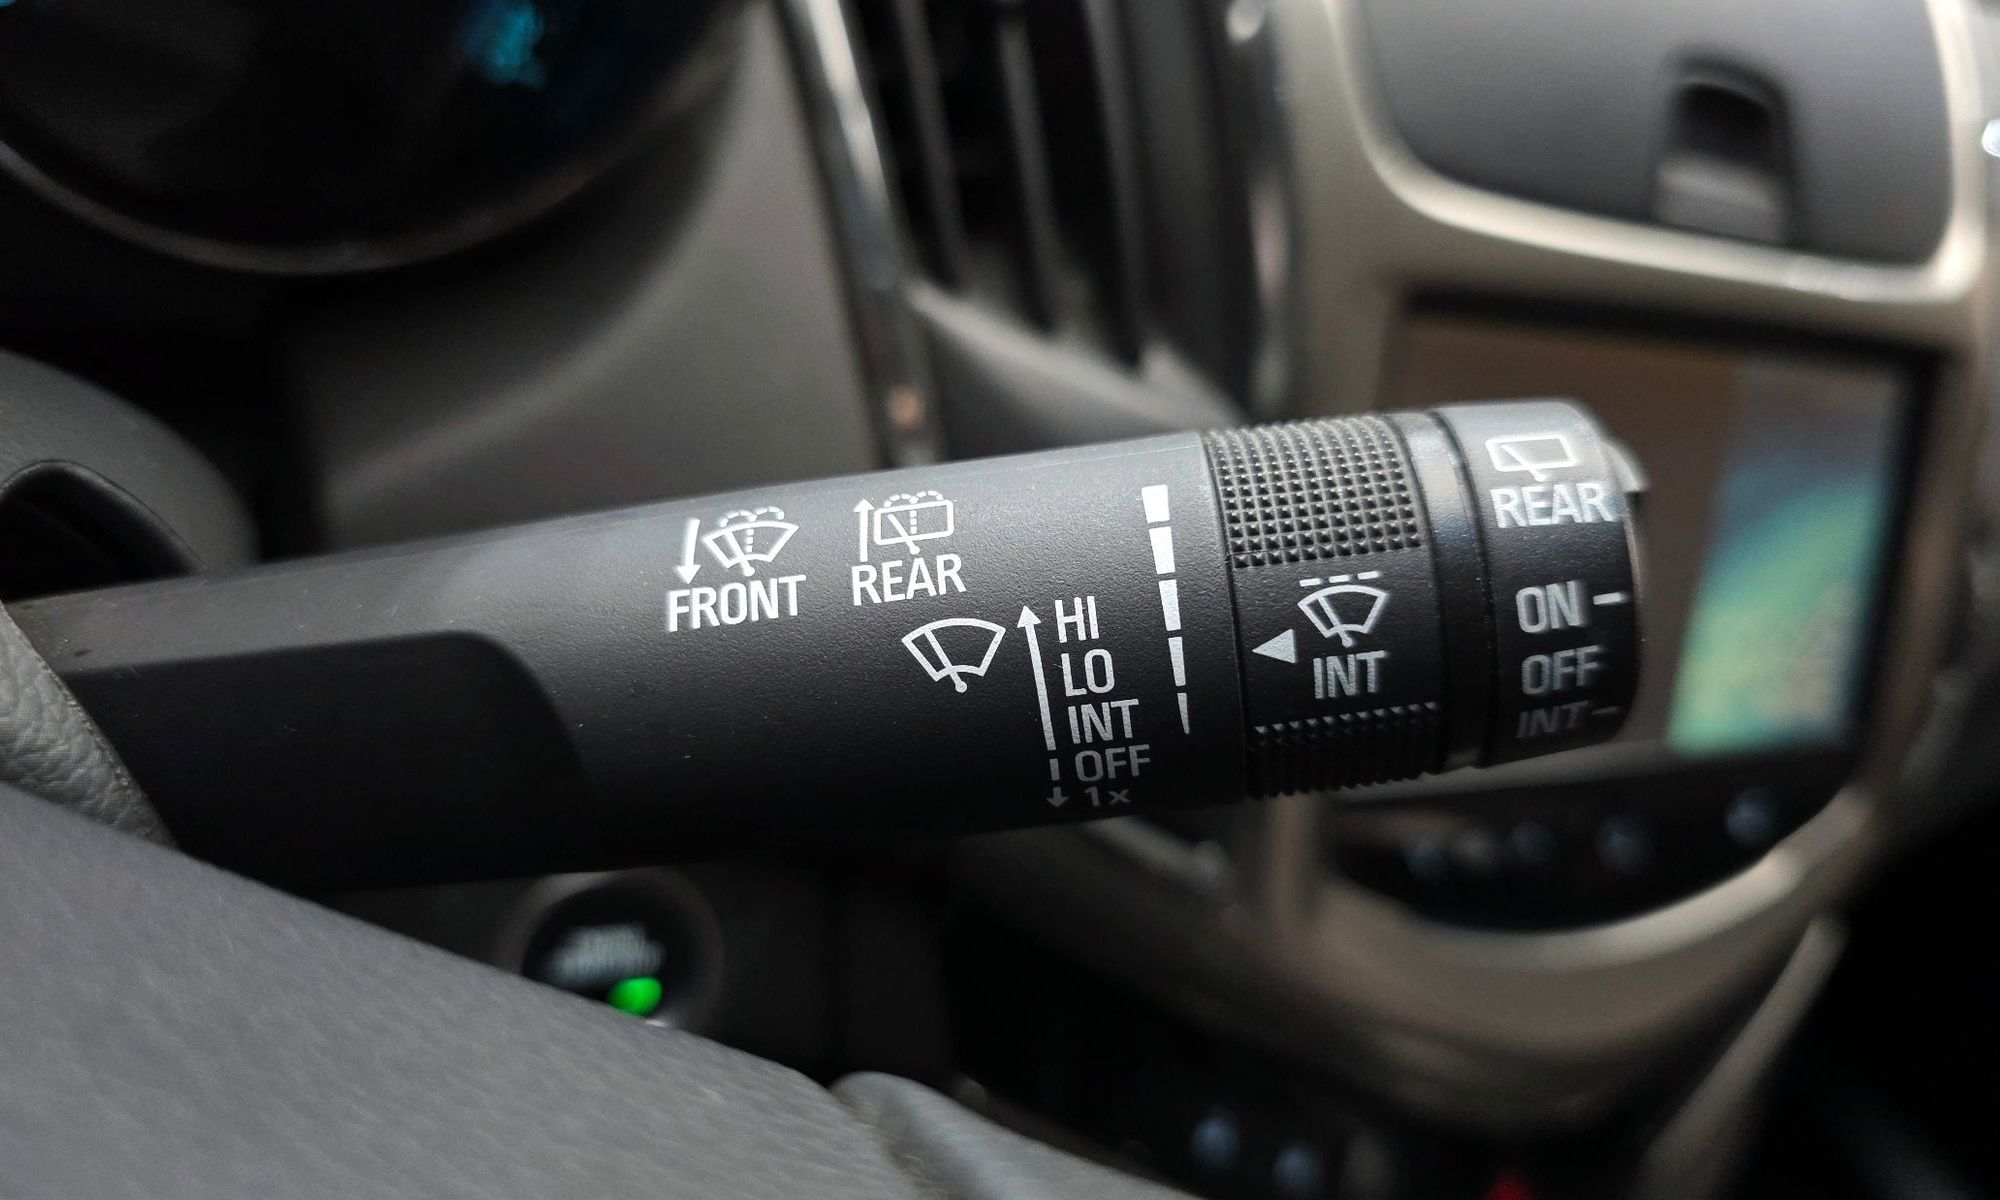 FRONT
REAR
HI
LO
INT
OFF
1x
INT
REAR
ON
OFF
INT